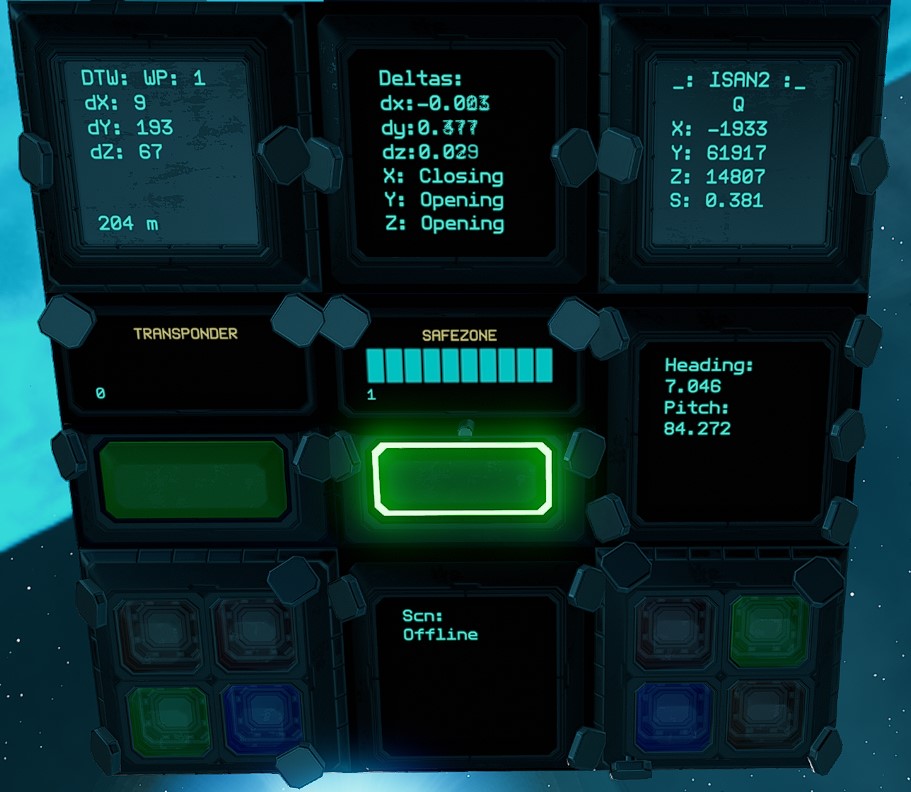 DTW: WP: 1
dX: 9
dY: 193
dZ: 67
204 m
Deltas:
dx:-0.003
dy:0.377
dz:0.029
X: Closing
Y: Opening
Z: Opening
_: ISAN2 :_
Q
X: -1933
Y: 61917
Z: 14807
S: 0.381
TRANSPONDER
0
SAFEZONE
1
Heading:
7.046
Pitch:
84.272
Scn:
Offline